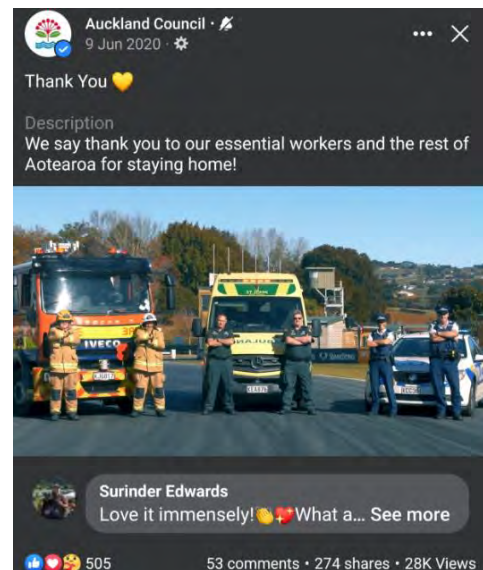 Auckland Council
9 Jun 2020
Thank You 💛
Description
We say thank you to our essential workers and the rest of
Aotearoa for staying home!
IVECO
Surinder Edwards
Love it immensely!👏💖What a... See more
505
53 comments • 274 shares • 28K Views